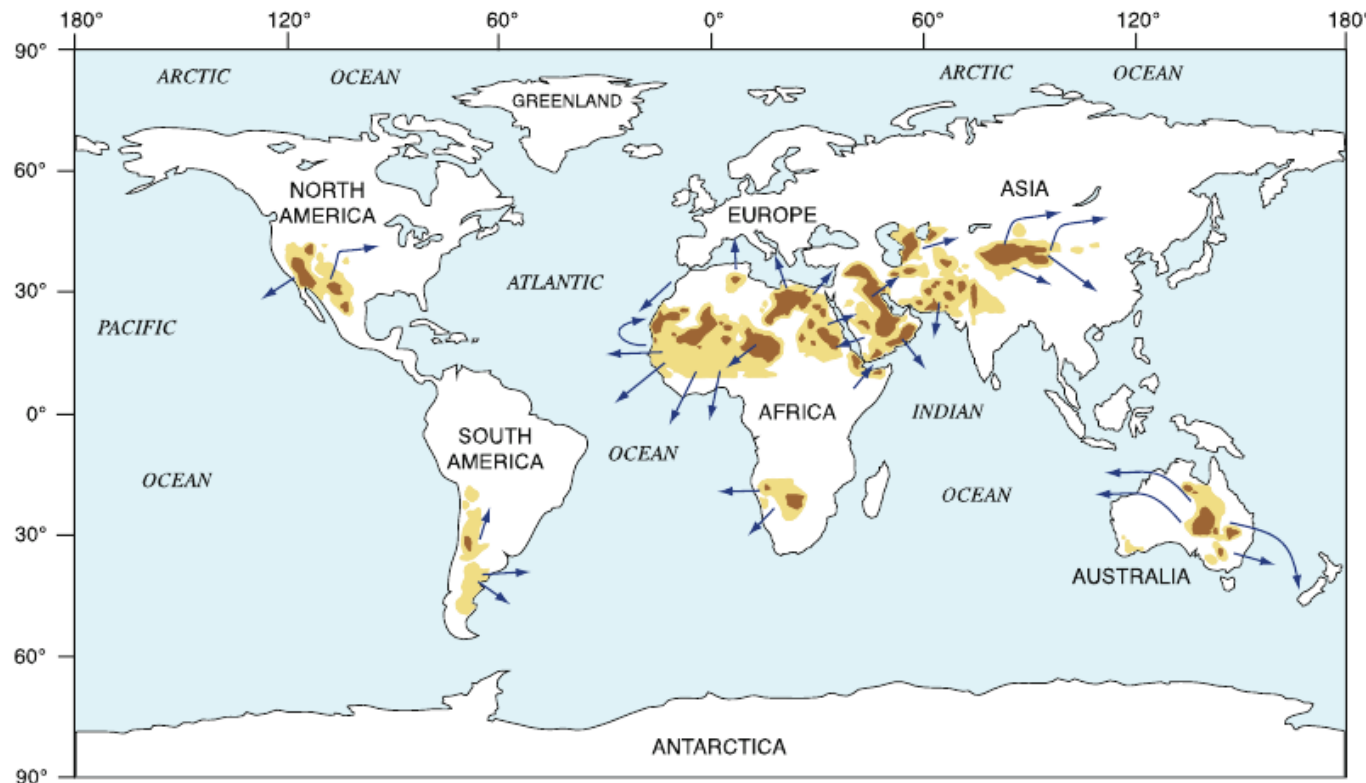 180° 120° 60° 0° 60° 120° 180°
90°
ARCTIC OCEAN ARCTIC OCEAN
GREENLAND
60°
NORTH
AMERICA
ASIA
EUROPE
ATLANTIC
30°
PACIFIC
0°
AFRICA
INDIAN
SOUTH
AMERICA
OCEAN
OCEAN
OCEAN
30°
AUSTRALIA
60°
ANTARCTICA
90°